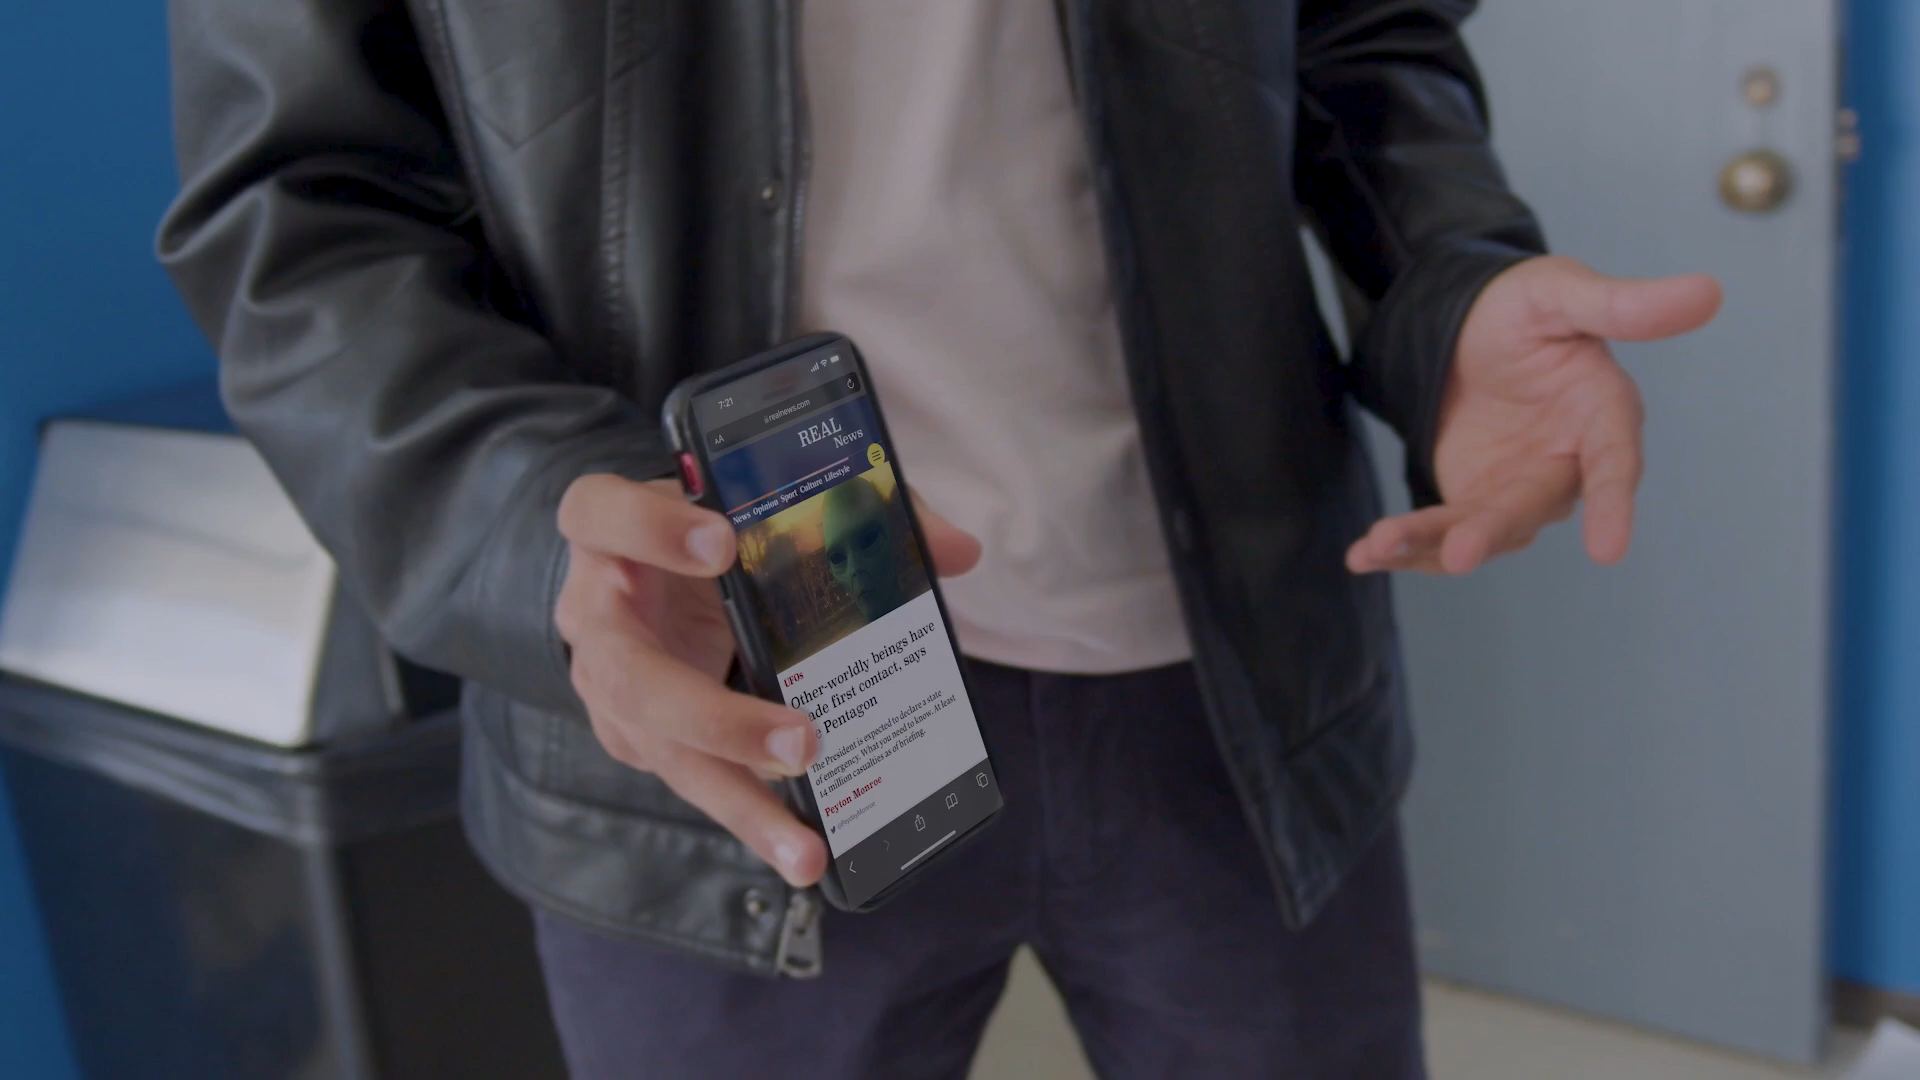 7:21
AA
realnews.com
REAL
News
News Opinion Sport Culture Lifestyle
UFOs
Other-worldly beings have
ade first contact, says
e Pentagon
The President is expected to declare a state
of emergency. What you need to know. At least
14 million casualties as of briefing.
Peyton Monroe
@PeydayMonroe